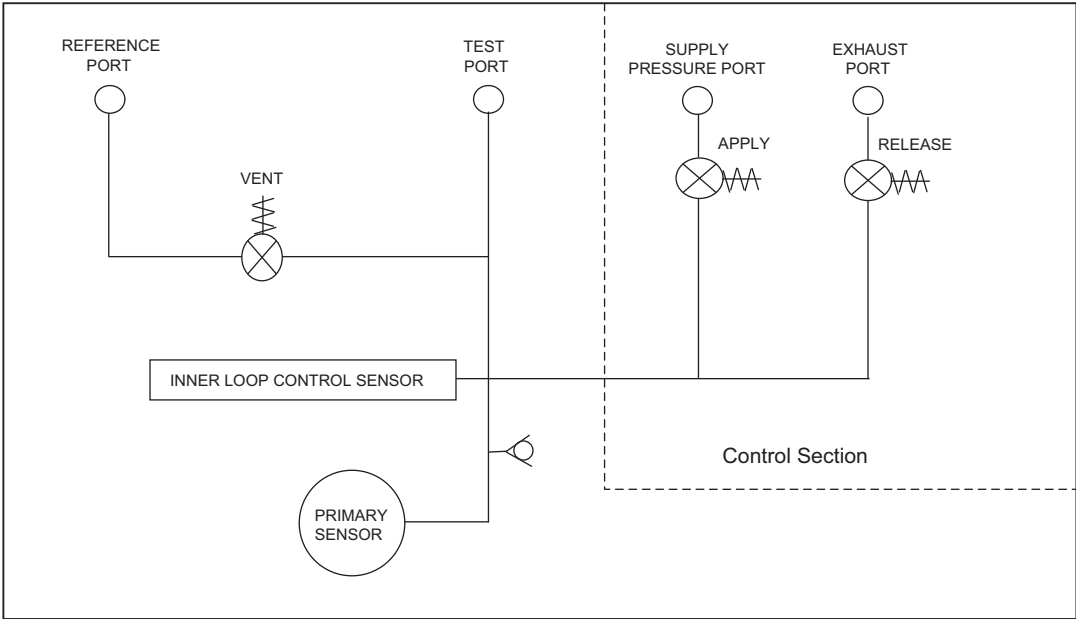 REFERENCE
PORT
TEST
PORT
SUPPLY
PRESSURE PORT
EXHAUST
PORT
APPLY
RELEASE
VENT
INNER LOOP CONTROL SENSOR
Control Section
PRIMARY
SENSOR